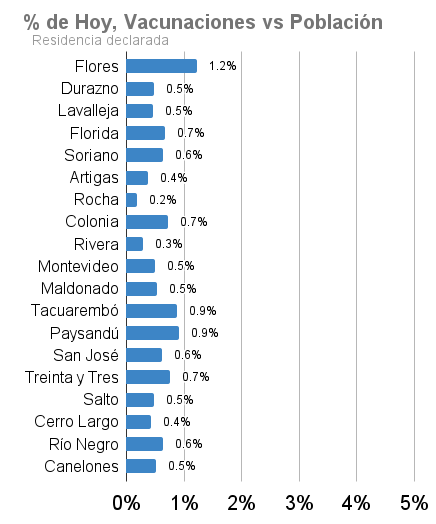 % de Hoy, Vacunaciones vs Población
Residencia declarada
Flores 1.2%
Durazno 0.5%
Lavalleja 0.5%
Florida 0.7%
Soriano 0.6%
Artigas 0.4%
Rocha 0.2%
Colonia 0.7%
Rivera 0.3%
Montevideo 0.5%
Maldonado 0.5%
Tacuarembó 0.9%
Paysandú 0.9%
San José 0.6%
Treinta y Tres 0.7%
Salto 0.5%
Cerro Largo 0.4%
Río Negro 0.6%
Canelones 0.5%
0% 1% 2% 3% 4% 5%